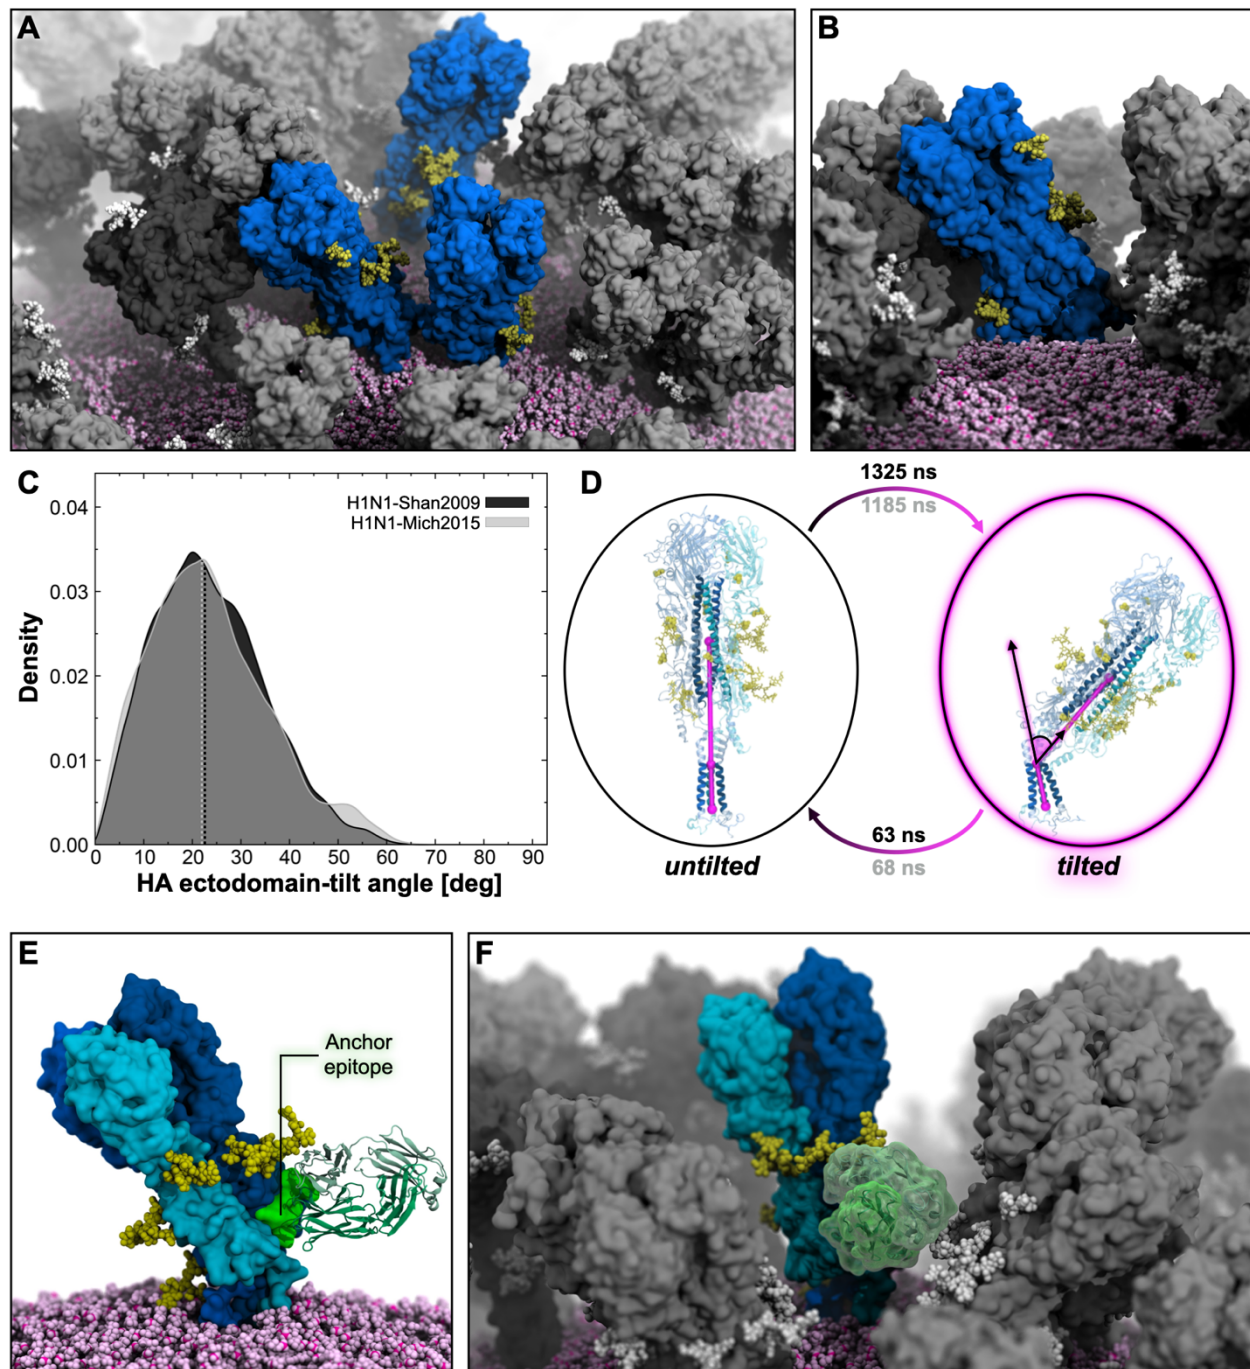 A
B
C
H1N1-Shan2009
H1N1-Mich2015
0.04
0.03
0.02
0.01
0.00
Density
0 10 20 30 40 50 60 70 80 90
HA ectodomain-tilt angle [deg]
D
1325 ns
1185 ns
63 ns
68 ns
untilted
tilted
E
Anchor
epitope
F